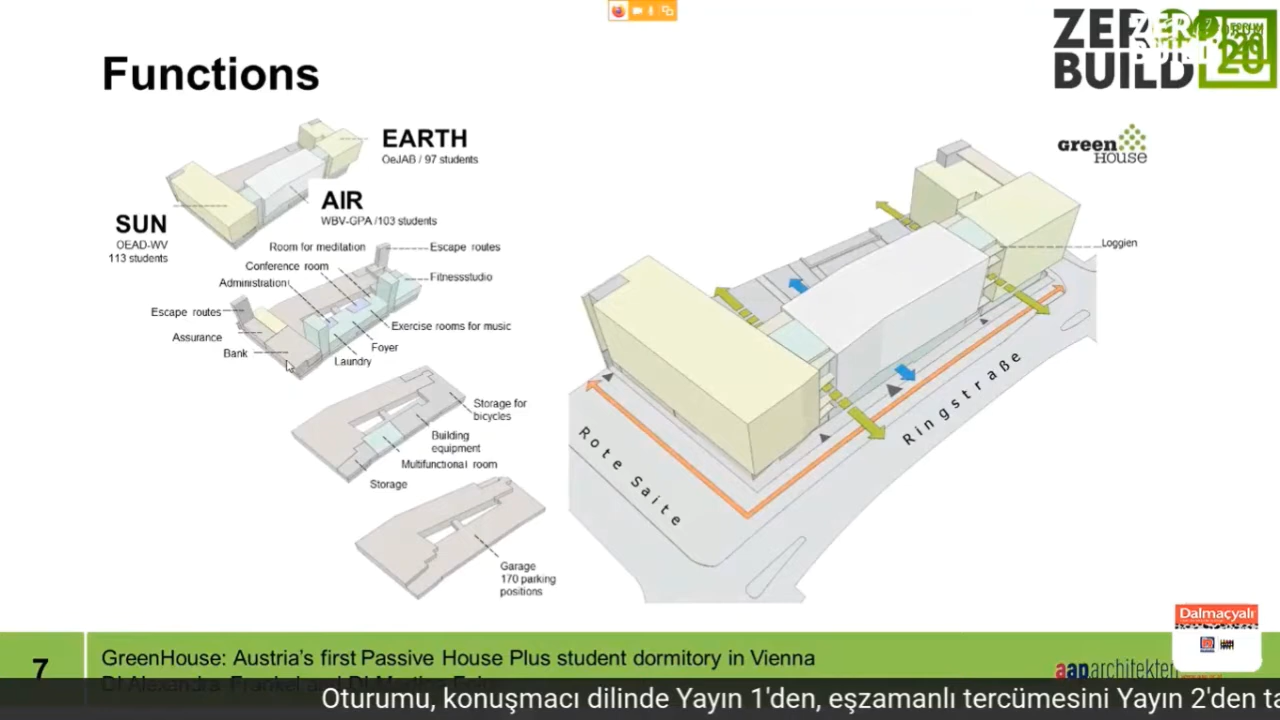 Functions
ZERO
BUILD
FORUM
20
green
HOUSE
EARTH
OeJAB / 97 students
AIR
WBV-GPA /103 students
SUN
OEAD-WV
113 students
Room for meditation
Escape routes
Conference room
Administration
Fitnessstudio
Escape routes
Exercise rooms for music
Assurance
Foyer
Bank
Laundry
Storage for
bicycles
Building
equipment
Multifunctional room
Storage
Garage
170 parking
positions
Loggien
Ringstraße
Rote Saite
Dalmaçyalı
7
GreenHouse: Austria's first Passive House Plus student dormitory in Vienna
aap.architekten
Oturumu, konuşmacı dilinde Yayın 1'den, eşzamanlı tercümesini Yayın 2'den ta